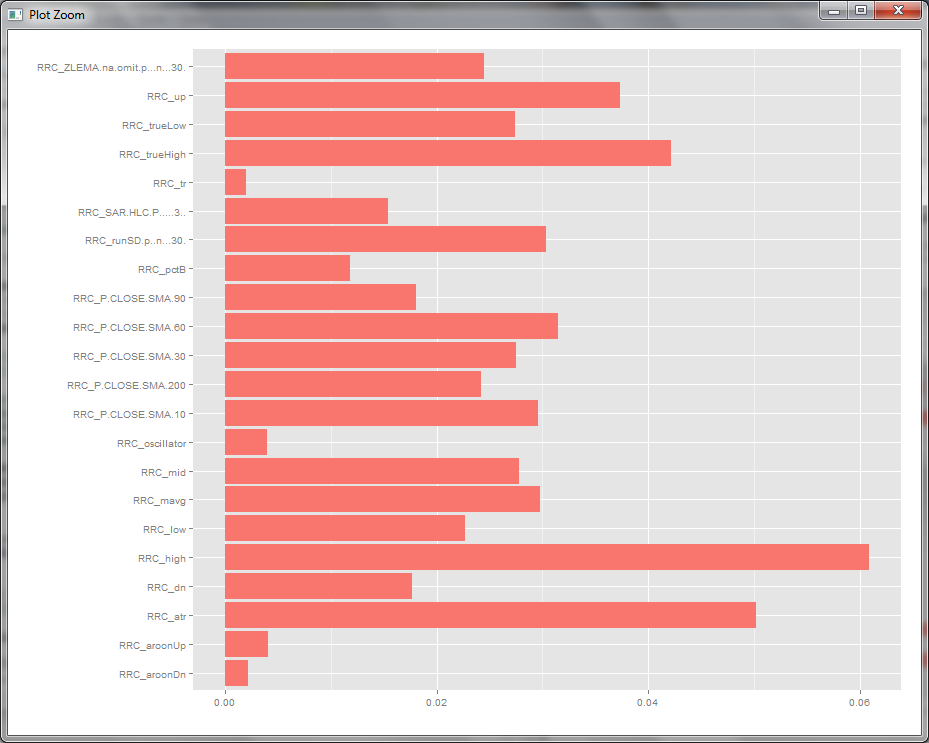 Plot Zoom
RRC_ZLEMA.na.omit.p...n...30.
RRC_up
RRC_trueLow
RRC_trueHigh
RRC_tr
RRC_SAR.HLC.P.....3..
RRC_runSD.p..n...30.
RRC_pctB
RRC_P.CLOSE.SMA.90
RRC_P.CLOSE.SMA.60
RRC_P.CLOSE.SMA.30
RRC_P.CLOSE.SMA.200
RRC_P.CLOSE.SMA.10
RRC_oscillator
RRC_mid
RRC_mavg
RRC_low
RRC_high
RRC_dn
RRC_atr
RRC_aroonUp
RRC_aroonDn
0.00 0.02 0.04 0.06